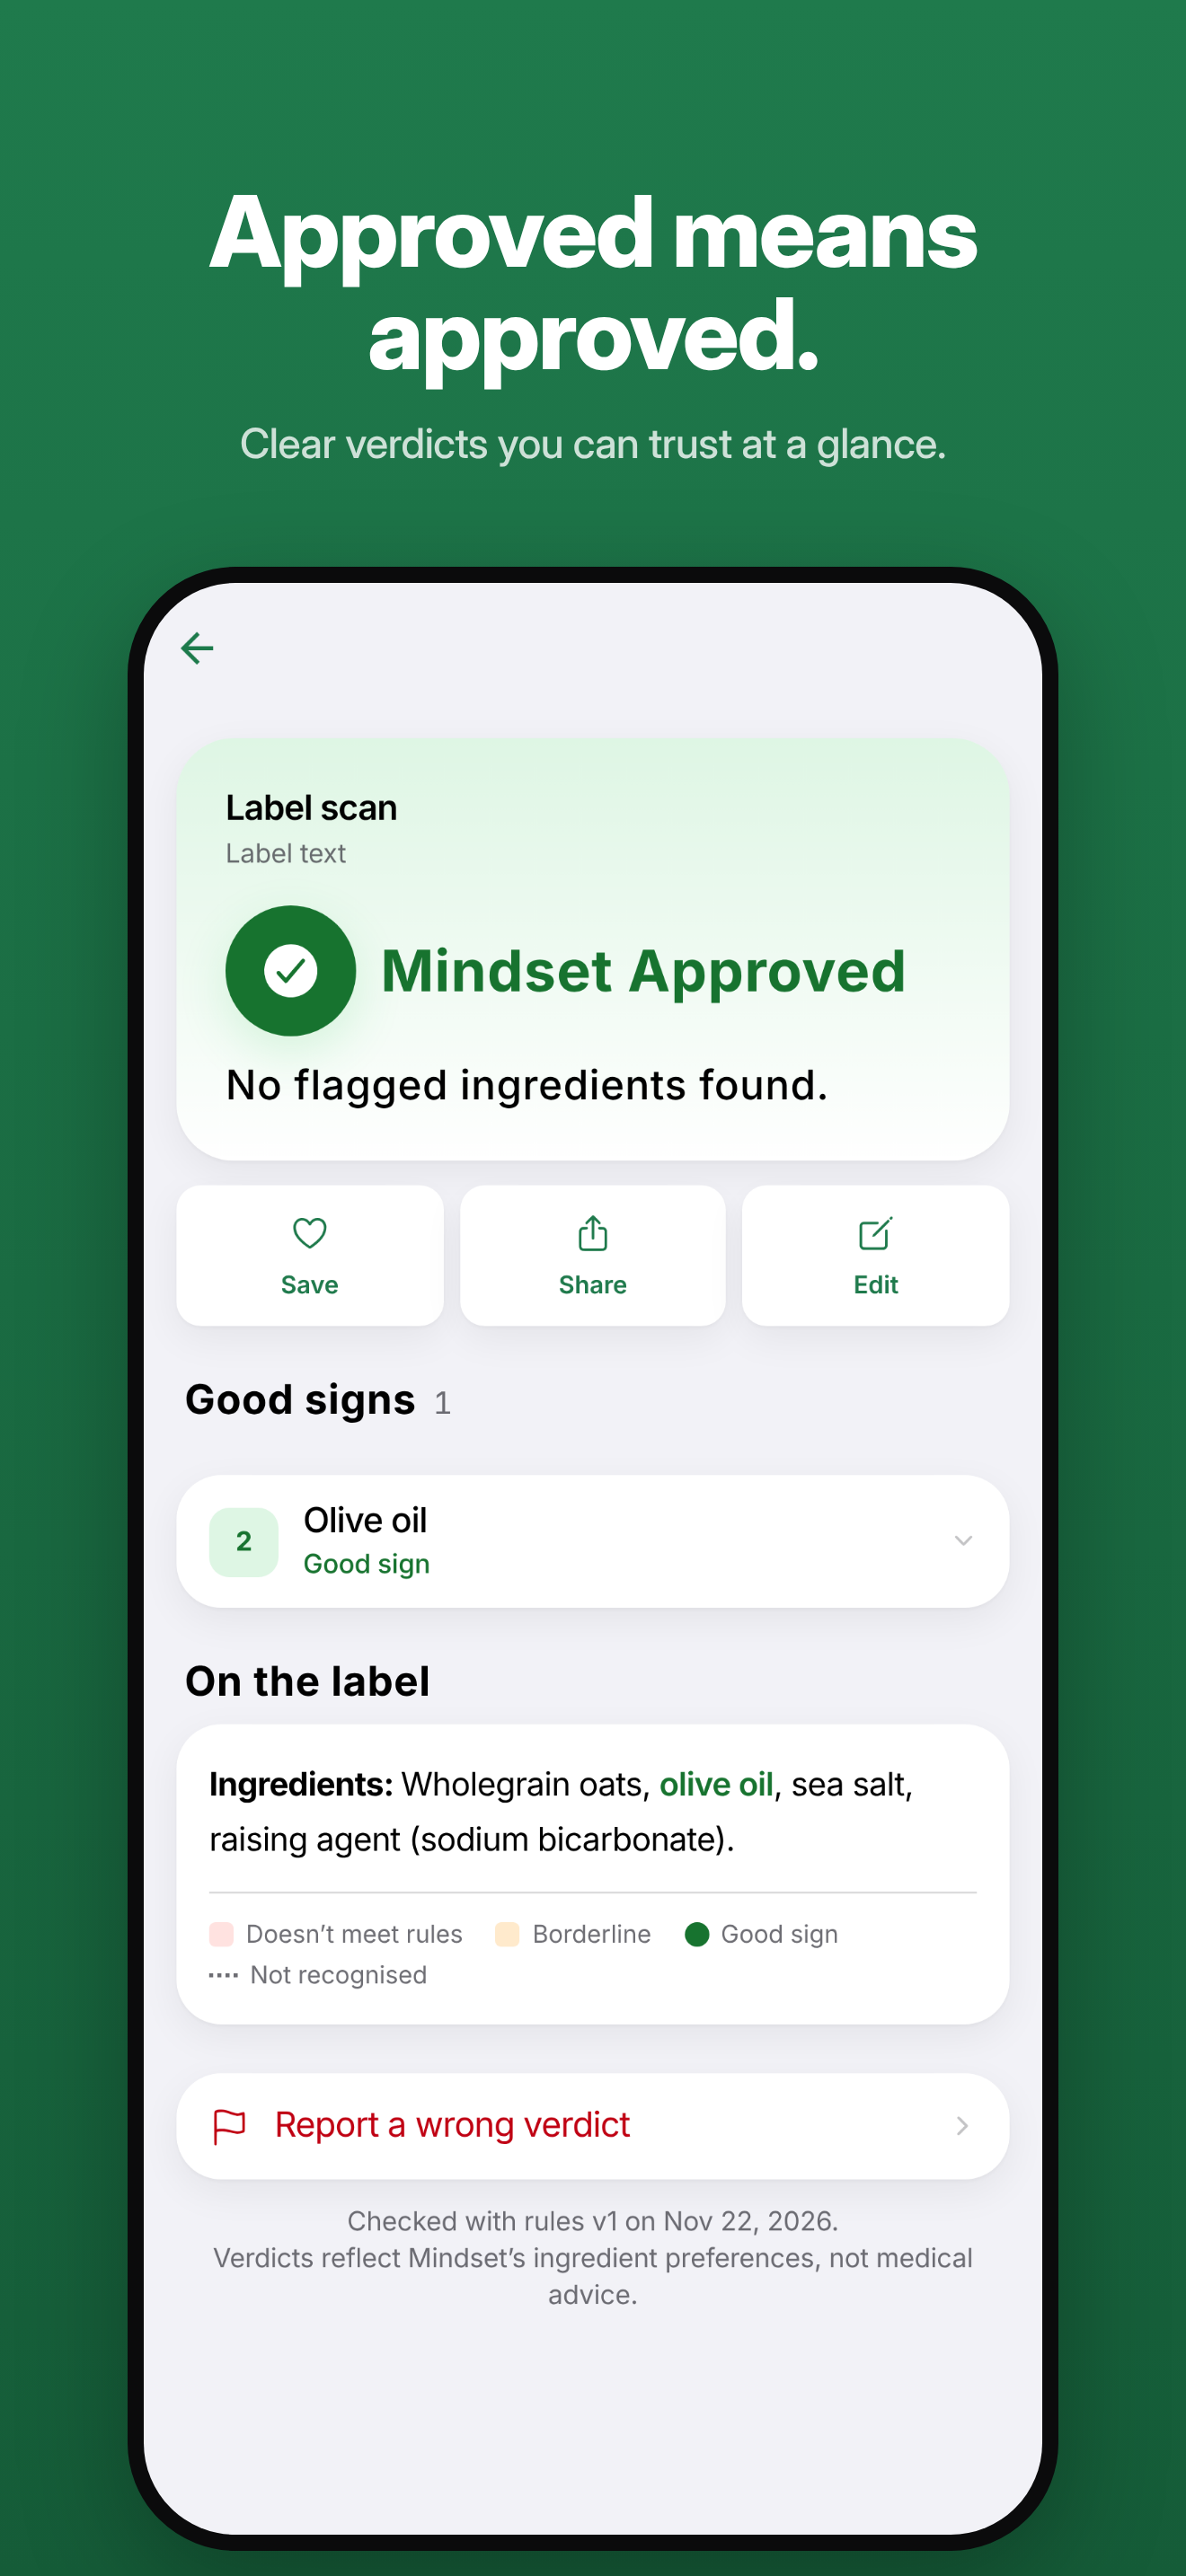 Approved means
approved.
Clear verdicts you can trust at a glance.
Label scan
Label text
Mindset Approved
No flagged ingredients found.
Save
Share
Edit
Good signs 1
2
Olive oil
Good sign
On the label
Ingredients: Wholegrain oats, olive oil, sea salt,
raising agent (sodium bicarbonate).
Doesn’t meet rules
Borderline
Good sign
Not recognised
Report a wrong verdict
Checked with rules v1 on Nov 22, 2026.
Verdicts reflect Mindset’s ingredient preferences, not medical
advice.